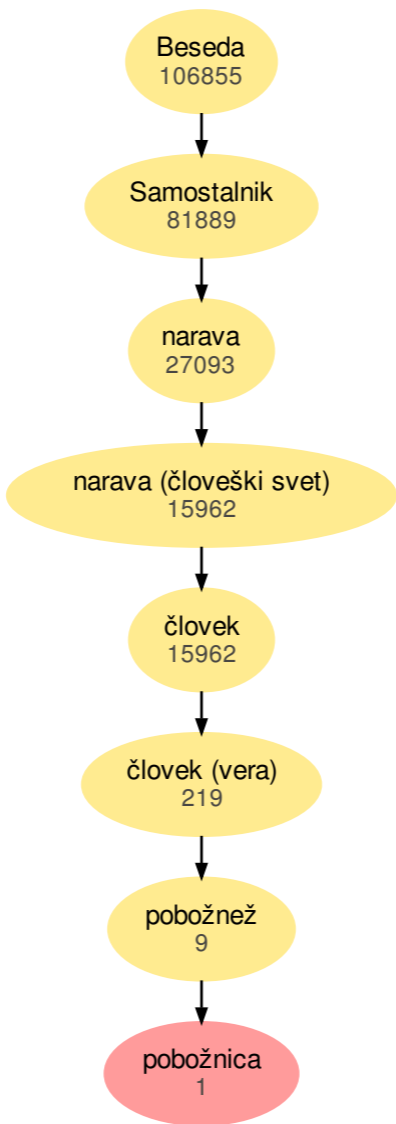 Beseda
106855
Samostalnik
81889
narava
27093
narava (človeški svet)
15962
človek
15962
človek (vera)
219
pobožnež
9
pobožnica
1